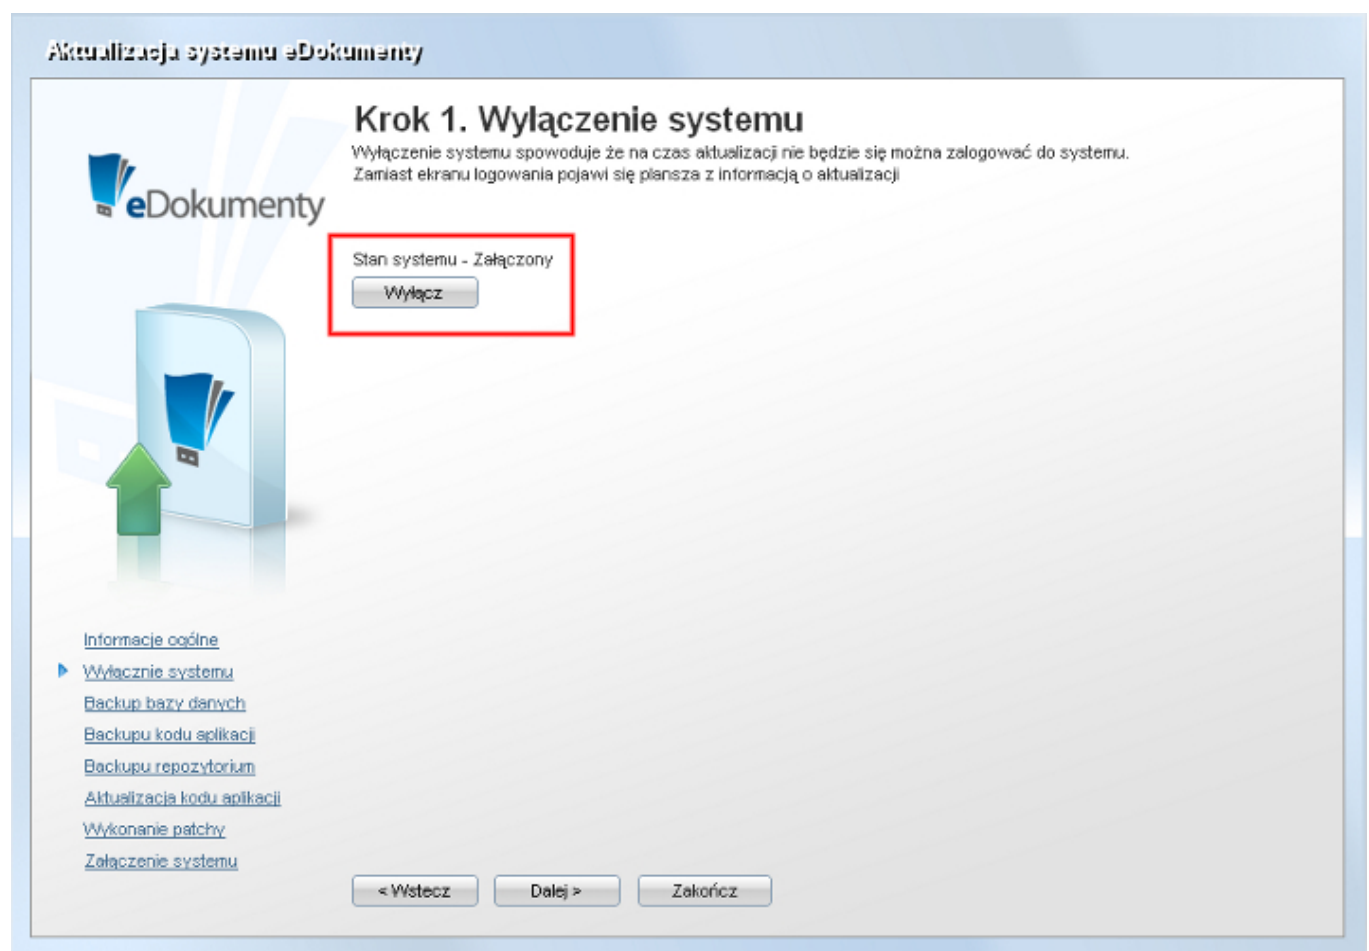 Aktualizacja systemu eDokumenty
Krok 1. Wylączenie systemu
Wyłączenie systemu spowoduje że na czas aktualizacji nie będzie się można zalogować do systemu.
Zamiast ekranu logowania pojawi się plansza z informacją o aktualizacji
eDokumenty
Stan systemu - Załączony
Wyłącz
Informacje ogólne
Wyłącznie systemu
Backup bazy danych
Backupu kodu aplikacji
Backupu repozytorium
Aktualizacja kodu aplikacji
Wykonanie patchy
Załączenie systemu
< Wstecz
Dalej >
Zakończ